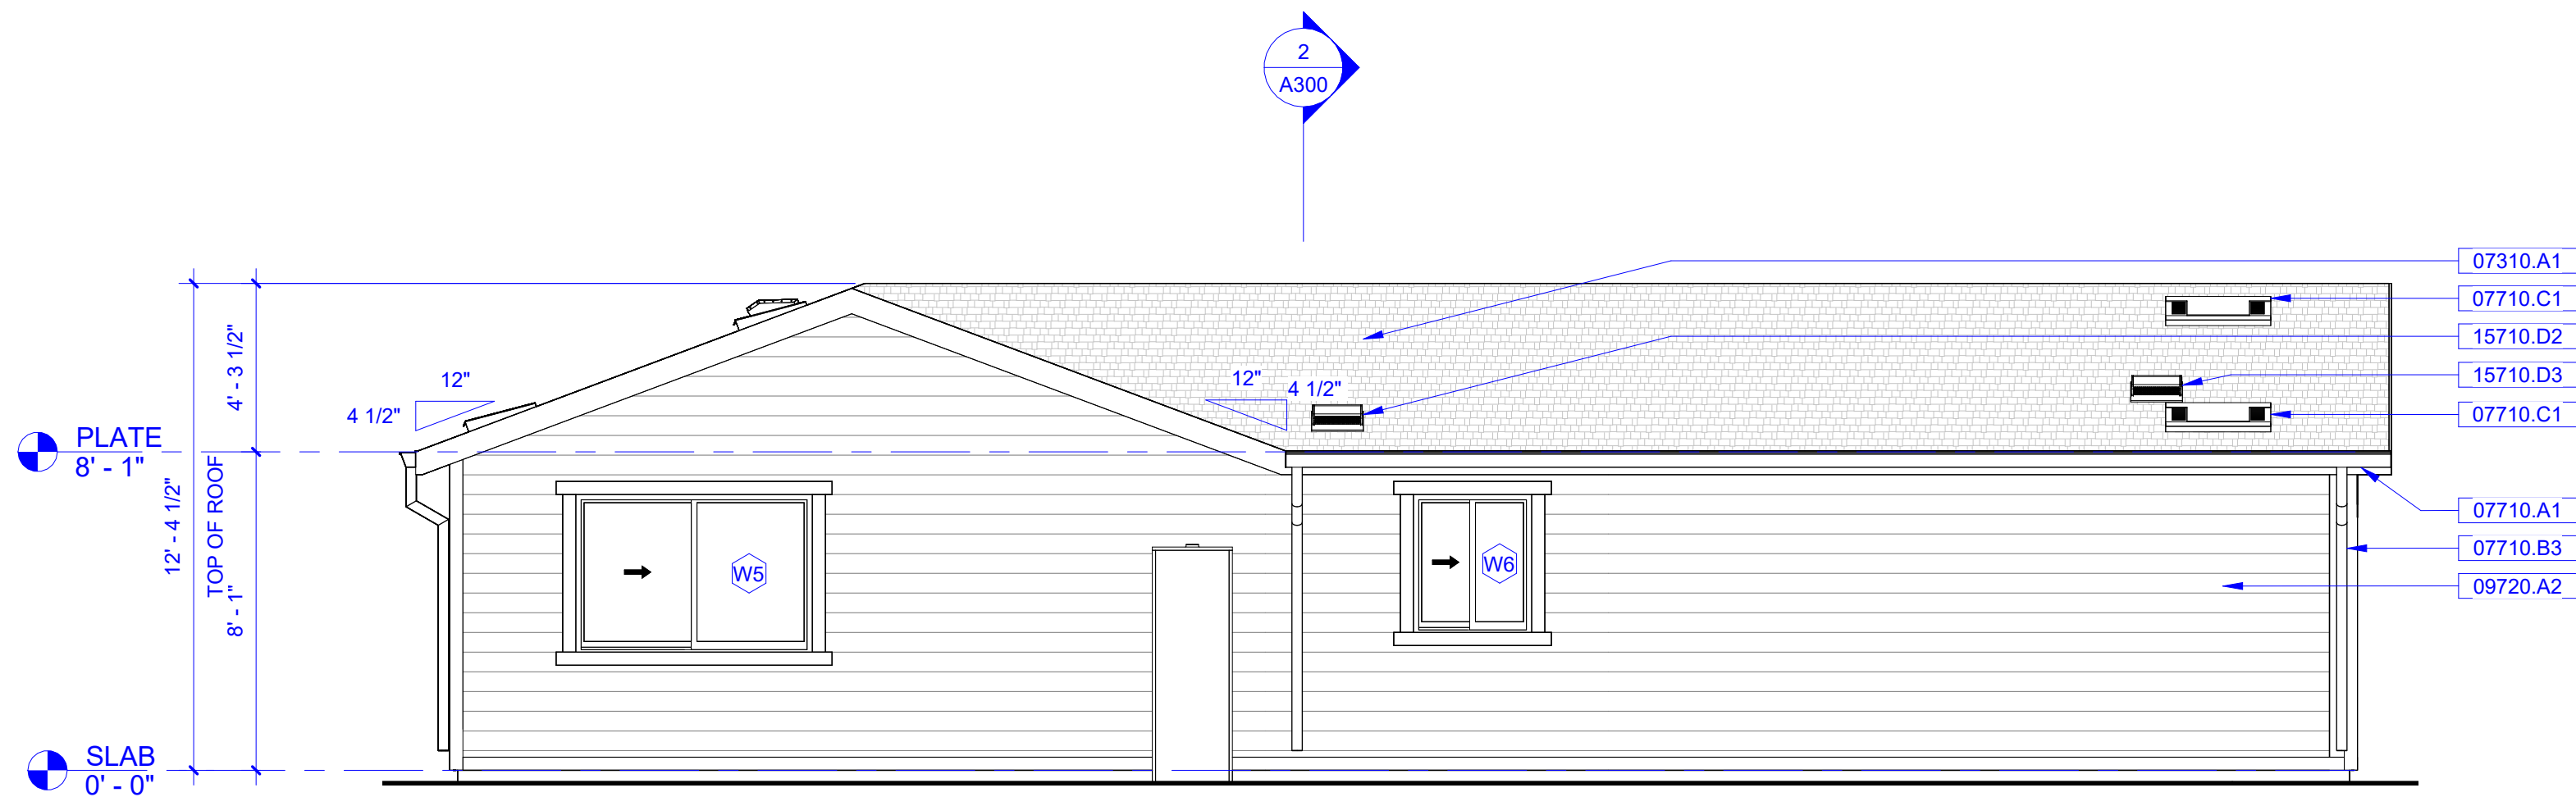 2
A300
07310.A1
07710.C1
15710.D2
15710.D3
07710.C1
12"
4 1/2"
12"
4 1/2"
4' - 3 1/2"
12' - 4 1/2"
TOP OF ROOF
8' - 1"
PLATE
8' - 1"
W5
W6
07710.A1
07710.B3
09720.A2
SLAB
0' - 0"